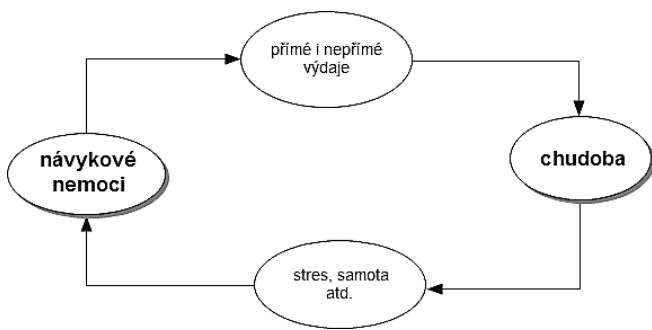 přímé i nepřímé
výdaje
návykové
nemoci
chudoba
stres, samota
atd.